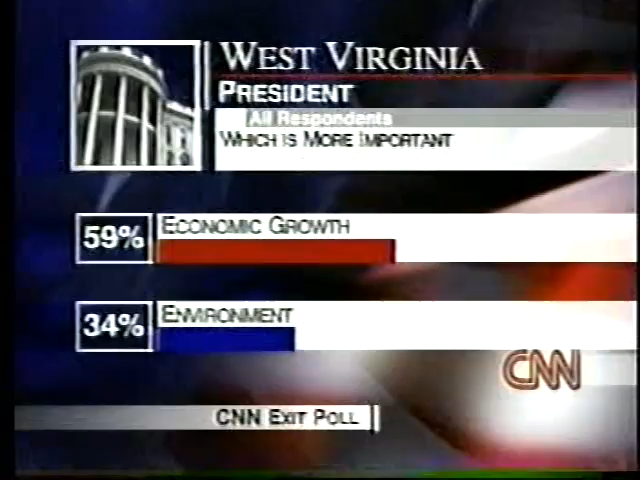 WEST VIRGINIA
PRESIDENT
All Respondents
WHICH IS MORE IMPORTANT
59% ECONOMIC GROWTH
34% ENVIRONMENT
CNN
CNN EXIT POLL